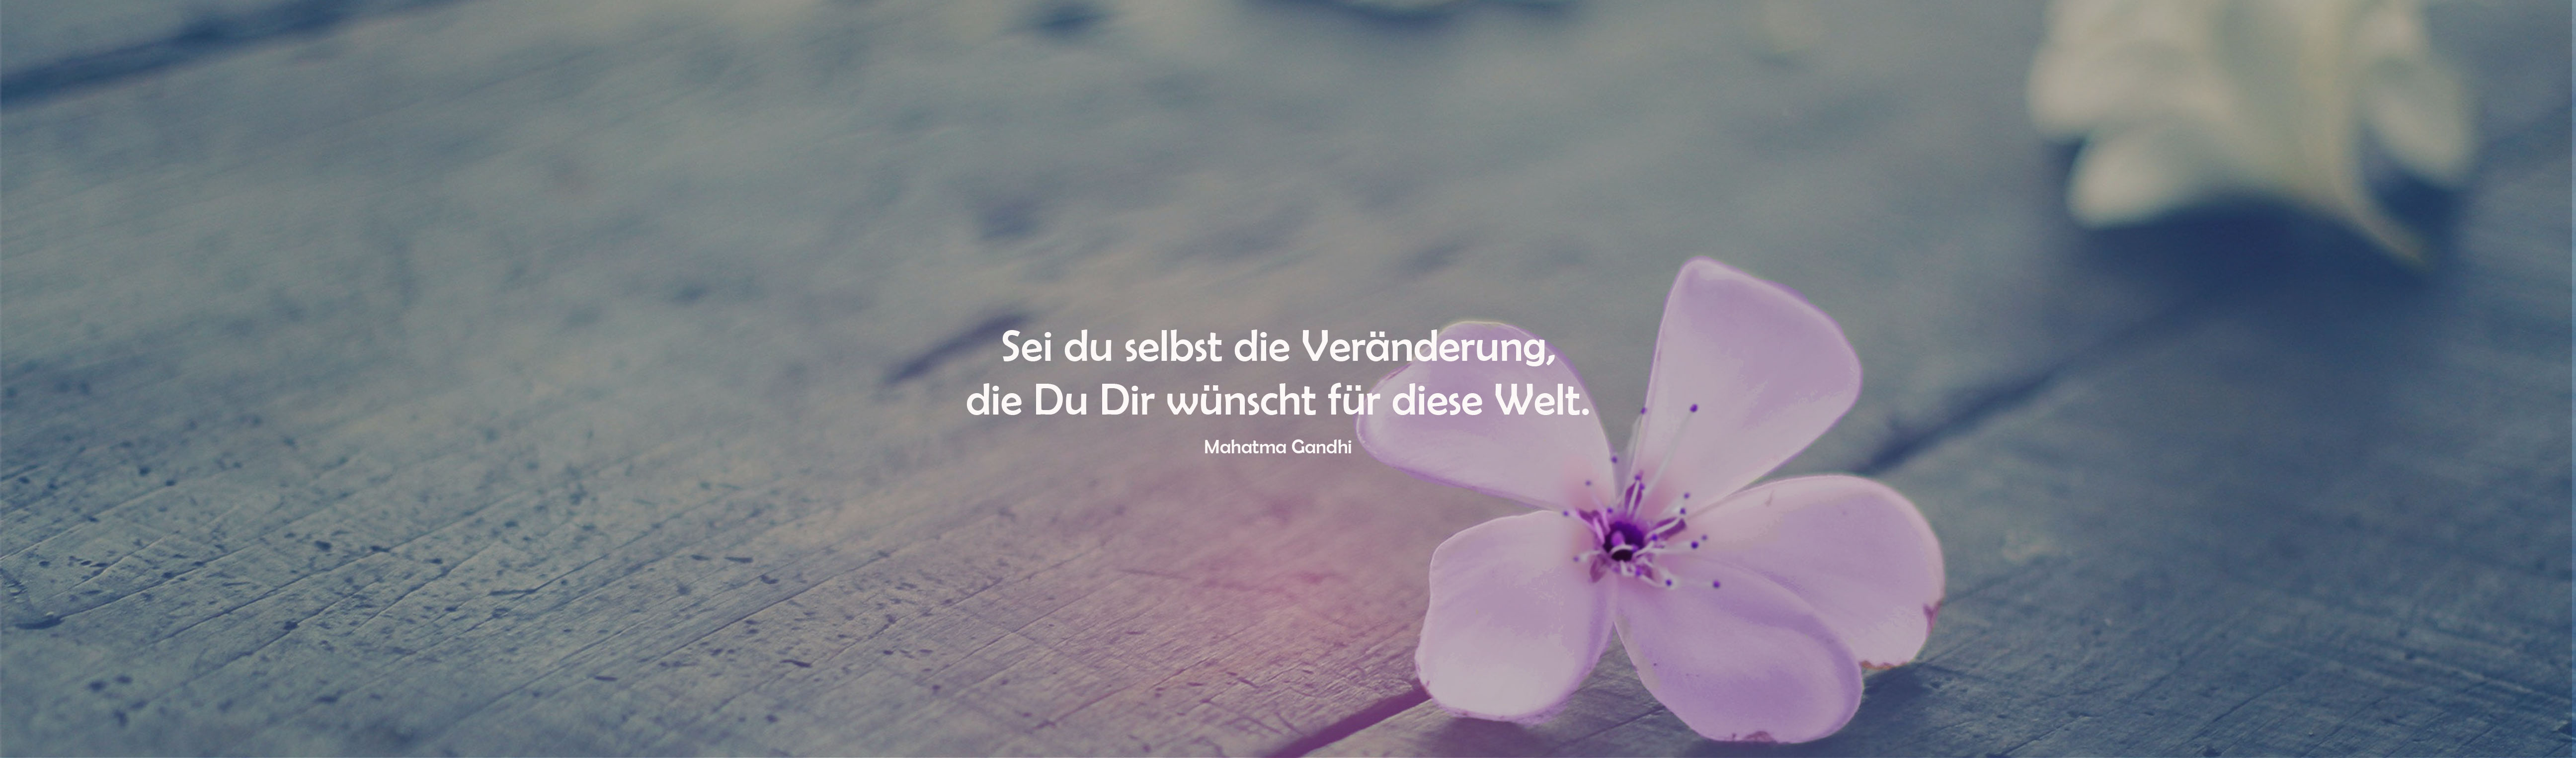 Sei du selbst die Veränderung,
die Du Dir wünscht für diese Welt.
Mahatma Gandhi